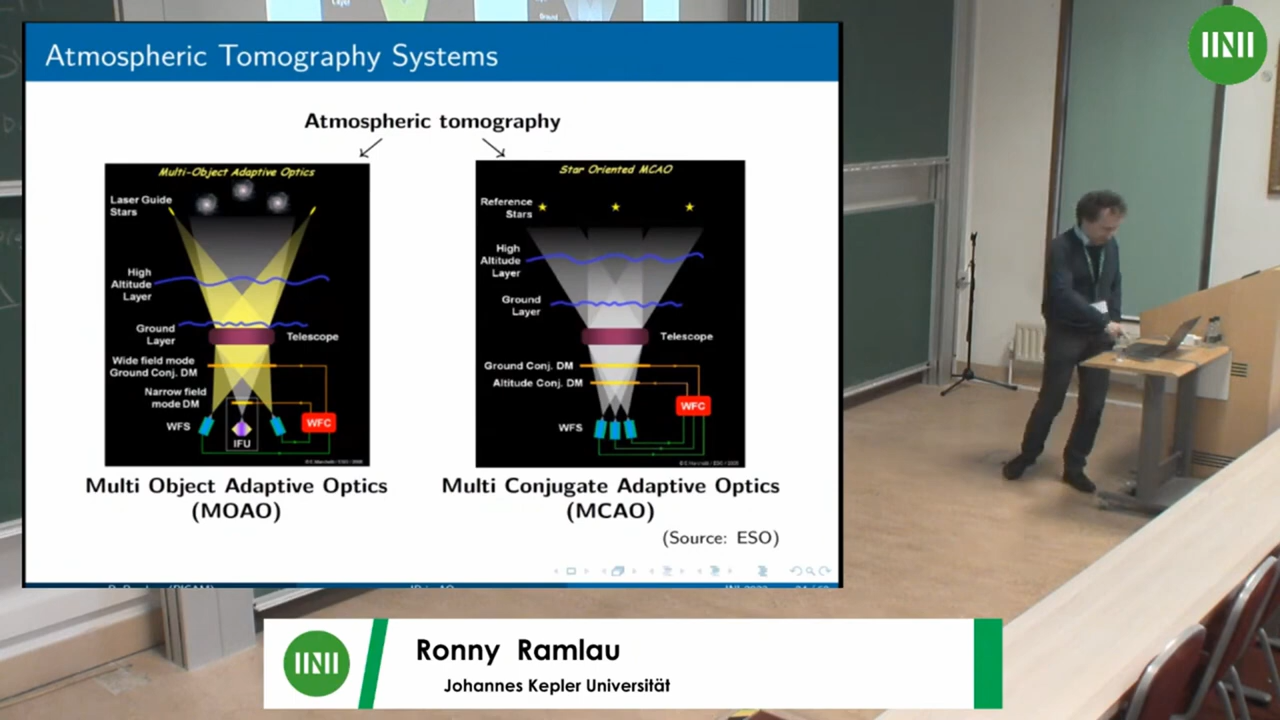 Atmospheric Tomography Systems
Atmospheric tomography
Multi-Object Adaptive Optics
Laser Guide
Stars
High
Altitude
Layer
Ground
Layer
Telescope
Wide field mode
Ground Conj. DM
Narrow field
mode DM
WFS
WFC
IFU
Multi Object Adaptive Optics
(MOAO)
Star Oriented MCAO
Reference
Stars
High
Altitude
Layer
Ground
Layer
Telescope
Ground Conj. DM
Altitude Conj. DM
WFC
WFS
Multi Conjugate Adaptive Optics
(MCAO)
(Source: ESO)
Ronny Ramlau
Johannes Kepler Universität